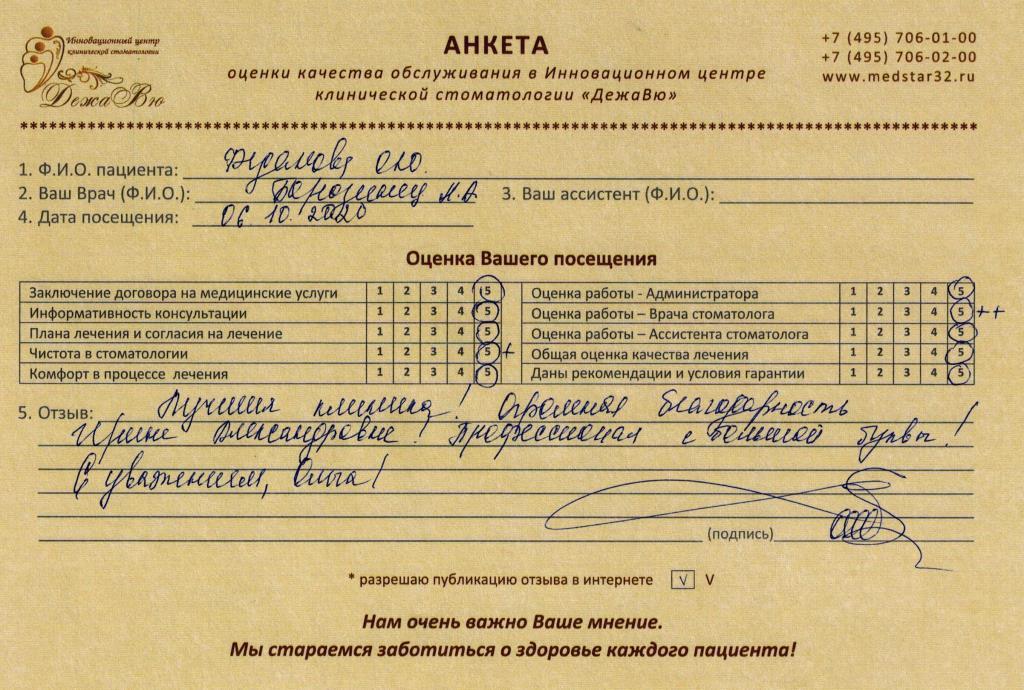 Инновационный центр
клинической стоматологии
ДежаВю
АНКЕТА
оценки качества обслуживания в Инновационном центре
клинической стоматологии «ДежаВю»
+7 (495) 706-01-00
+7 (495) 706-02-00
www.medstar32.ru
1. Ф.И.О. пациента:
2. Ваш Врач (Ф.И.О.): И.А
3. Ваш ассистент (Ф.И.О.):
4. Дата посещения: 06.10.2020
Оценка Вашего посещения
Заключение договора на медицинские услуги 1 2 3 4 5
Информативность консультации 1 2 3 4 5
Плана лечения и согласия на лечение 1 2 3 4 5
Чистота в стоматологии 1 2 3 4 5 +
Комфорт в процессе лечения 1 2 3 4 5
Оценка работы - Администратора 1 2 3 4 5
Оценка работы – Врача стоматолога 1 2 3 4 5 ++
Оценка работы – Ассистента стоматолога 1 2 3 4 5
Общая оценка качества лечения 1 2 3 4 5
Даны рекомендации и условия гарантии 1 2 3 4 5
5. Отзыв: Лучшая клиника! Огромная благодарность
Ирине Александровне! Профессионал с большой буквы!
С уважением, Ольга!
(подпись)
* разрешаю публикацию отзыва в интернете √ V
Нам очень важно Ваше мнение.
Мы стараемся заботиться о здоровье каждого пациента!